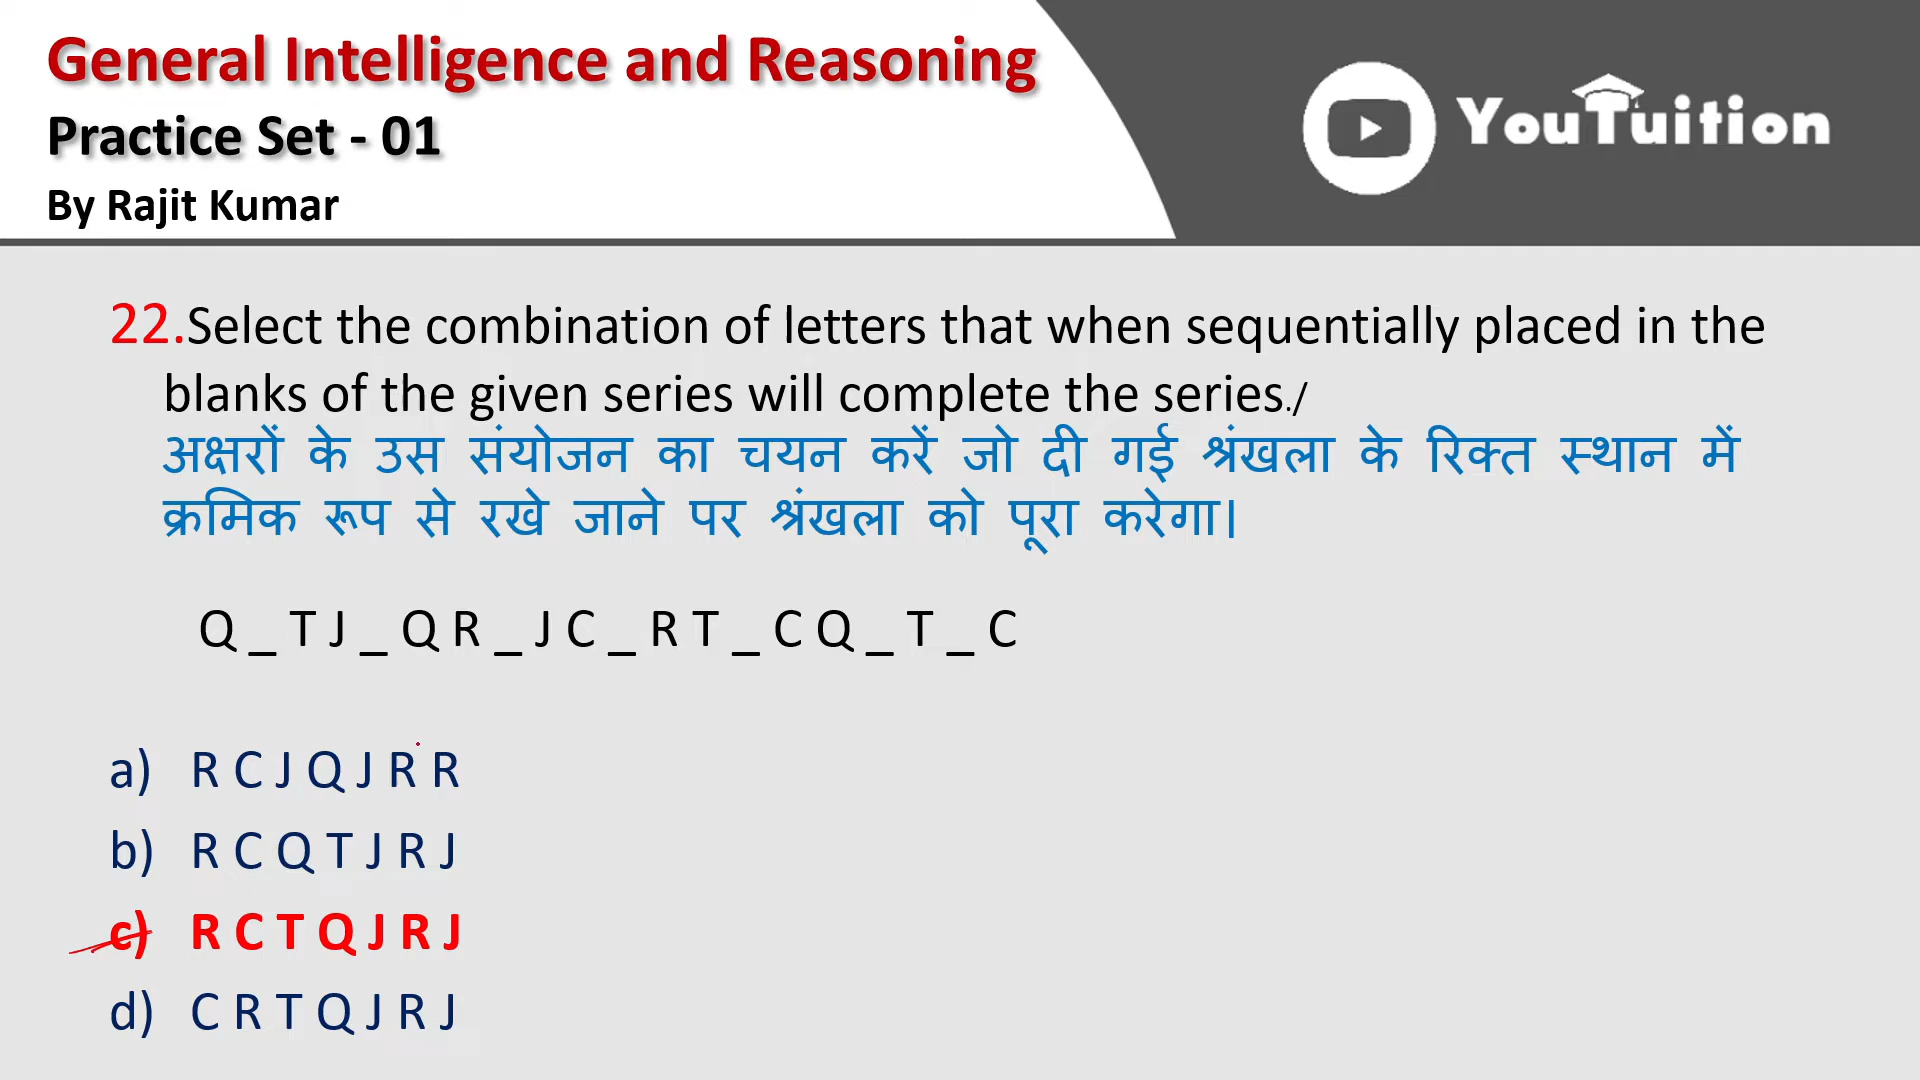 General Intelligence and Reasoning
Practice Set - 01
By Rajit Kumar
YouTuition
22.Select the combination of letters that when sequentially placed in the
blanks of the given series will complete the series./
अक्षरों के उस संयोजन का चयन करें जो दी गई श्रंखला के रिक्त स्थान में
क्रमिक रूप से रखे जाने पर श्रंखला को पूरा करेगा।
Q _ T J _ Q R _ J C _ R T _ C Q _ T _ C
a) R C J Q J R R
b) R C Q T J R J
c) R C T Q J R J
d) C R T Q J R J